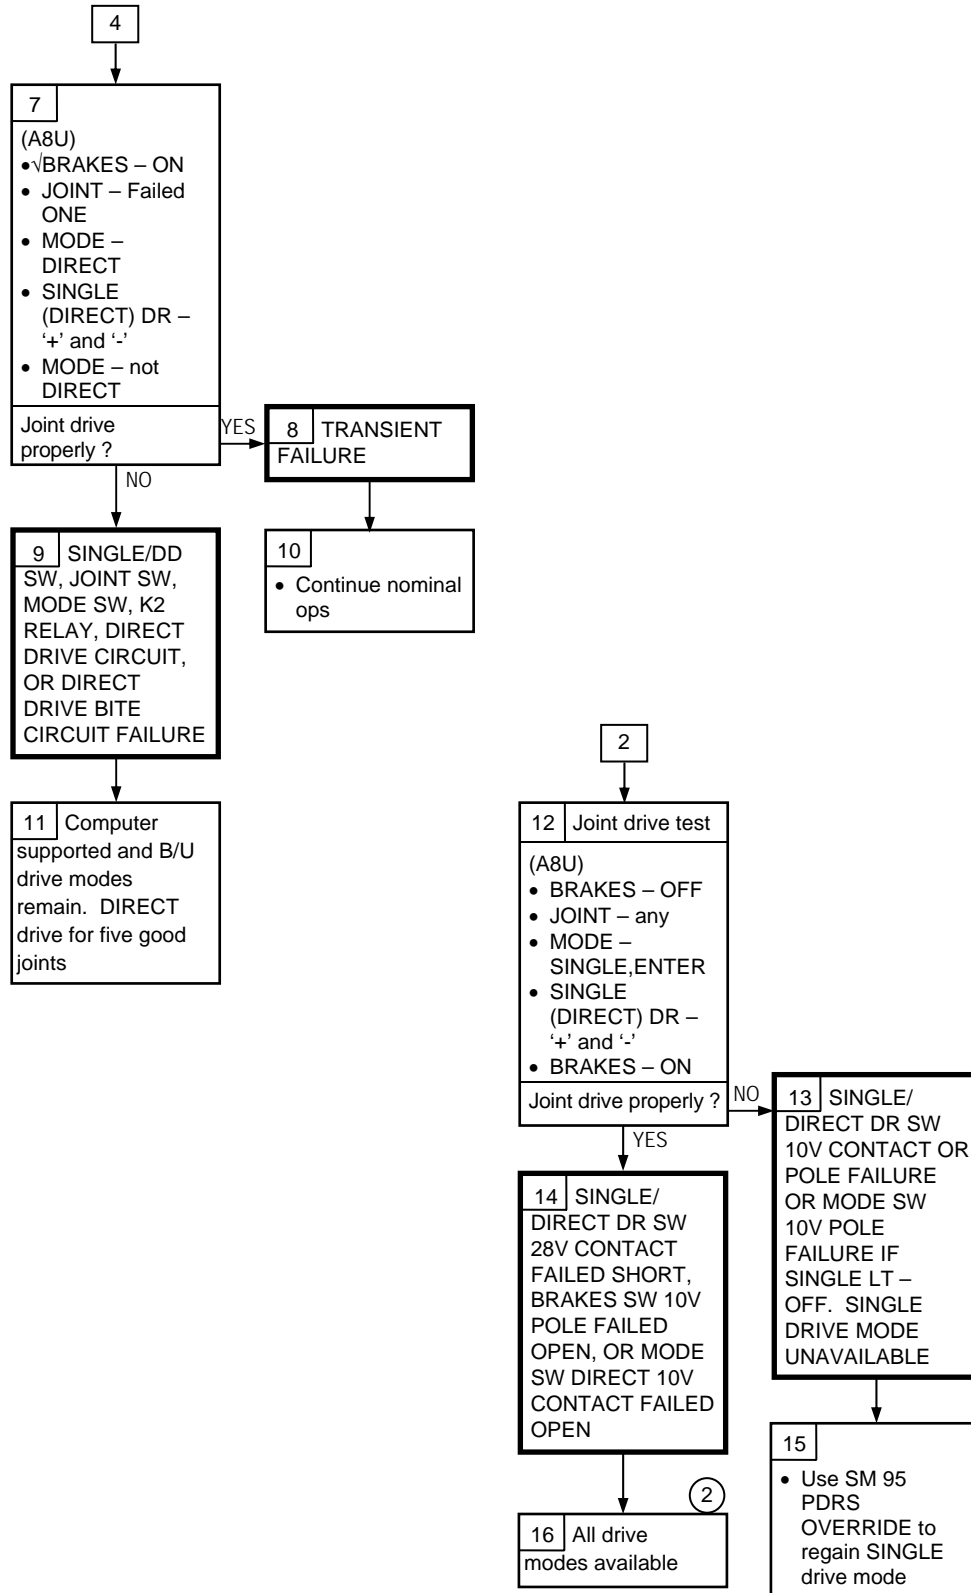 4
7
(A8U)
•√BRAKES – ON
• JOINT – Failed
ONE
• MODE –
DIRECT
• SINGLE
(DIRECT) DR –
‘+’ and ‘-’
• MODE – not
DIRECT
Joint drive
properly ?
YES
NO
8 TRANSIENT
FAILURE
10
• Continue nominal
ops
9 SINGLE/DD
SW, JOINT SW,
MODE SW, K2
RELAY, DIRECT
DRIVE CIRCUIT,
OR DIRECT
DRIVE BITE
CIRCUIT FAILURE
11 Computer
supported and B/U
drive modes
remain. DIRECT
drive for five good
joints
2
12 Joint drive test
(A8U)
• BRAKES – OFF
• JOINT – any
• MODE –
SINGLE,ENTER
• SINGLE
(DIRECT) DR –
‘+’ and ‘-’
• BRAKES – ON
Joint drive properly ?
NO
YES
13 SINGLE/
DIRECT DR SW
10V CONTACT OR
POLE FAILURE
OR MODE SW
10V POLE
FAILURE IF
SINGLE LT –
OFF. SINGLE
DRIVE MODE
UNAVAILABLE
14 SINGLE/
DIRECT DR SW
28V CONTACT
FAILED SHORT,
BRAKES SW 10V
POLE FAILED
OPEN, OR MODE
SW DIRECT 10V
CONTACT FAILED
OPEN
15
• Use SM 95
PDRS
OVERRIDE to
regain SINGLE
drive mode
2
16 All drive
modes available